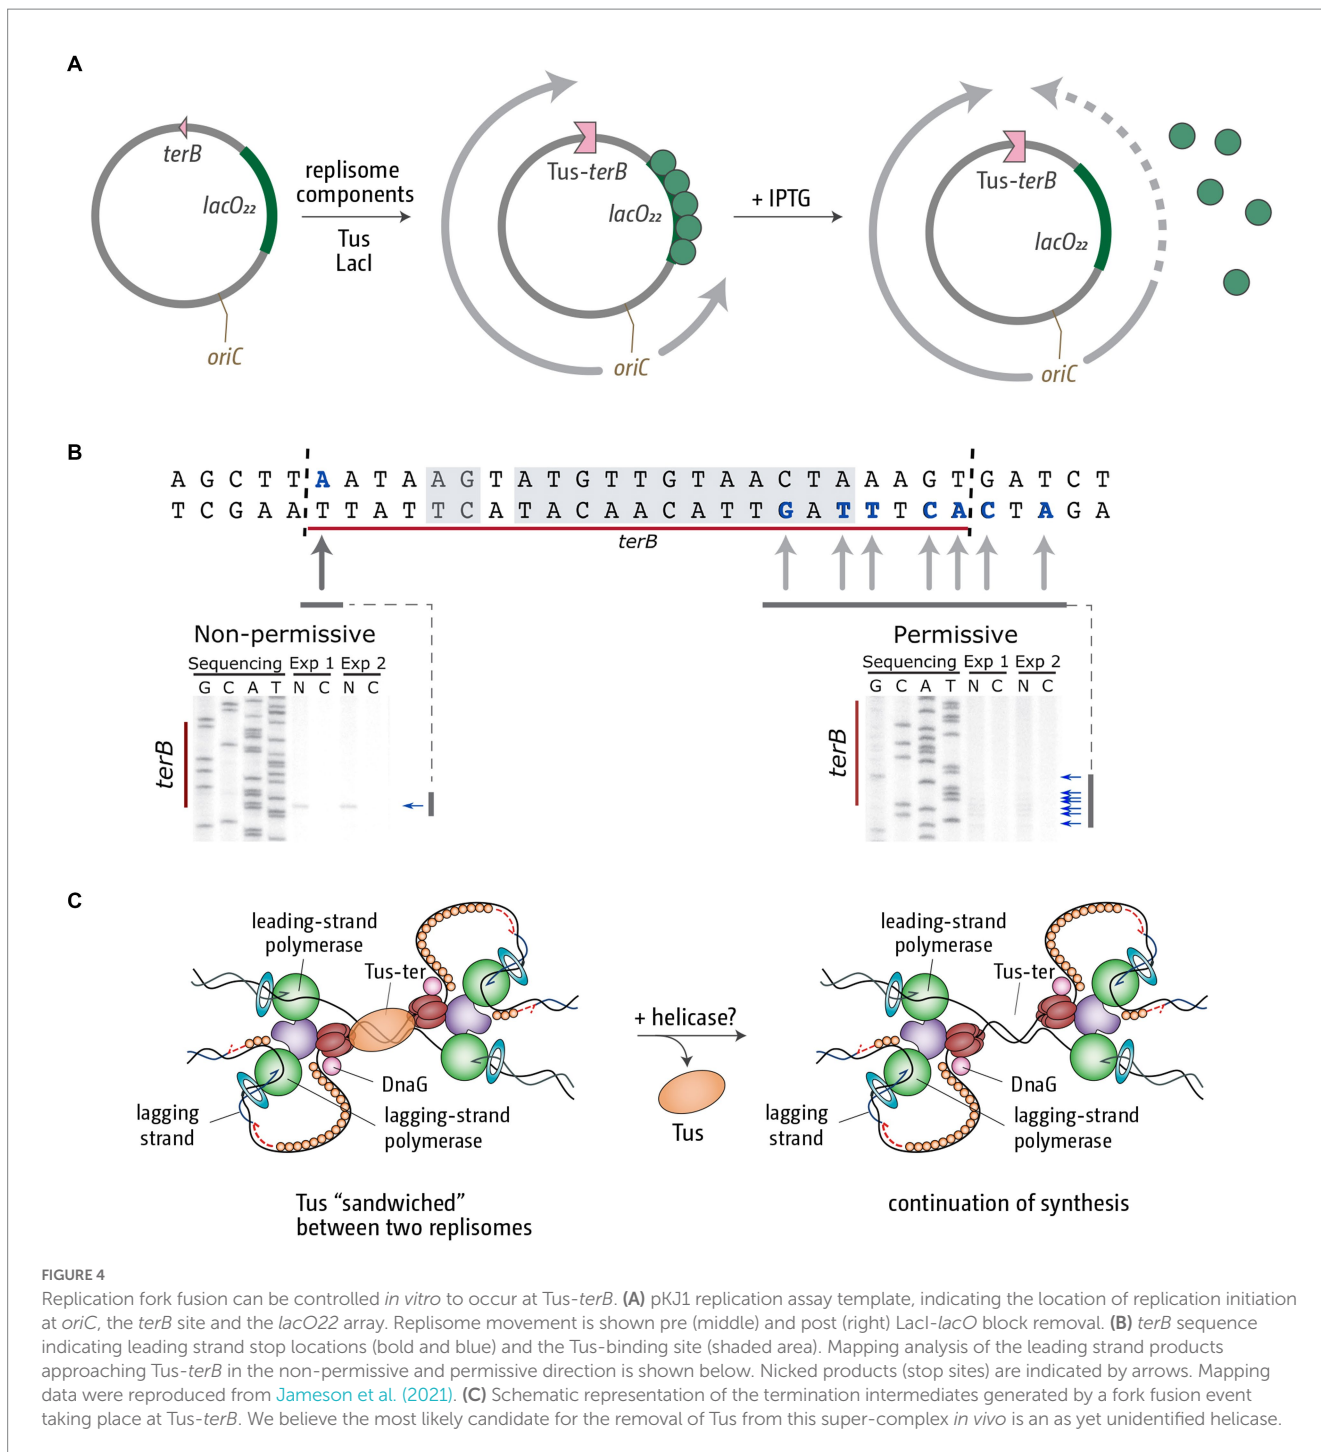 A
terB
lacO22
oriC
replisome
components
Tus
LacI
Tus-terB
lacO22
oriC
+ IPTG
Tus-terB
lacO22
oriC
B
A G C T T A A T A A G T A T G T T G T A A C T A A A G T G A T C T
T C G A A T T A T T C A T A C A A C A T T G A T T T C A C T A G A
terB
Non-permissive
Sequencing Exp 1 Exp 2
G C A T N C N C
terB
Permissive
Sequencing Exp 1 Exp 2
G C A T N C N C
terB
C
leading-strand
polymerase
Tus-ter
DnaG
lagging
strand
lagging-strand
polymerase
Tus “sandwiched”
between two replisomes
+ helicase?
Tus
leading-strand
polymerase
Tus-ter
DnaG
lagging
strand
lagging-strand
polymerase
continuation of synthesis
FIGURE 4
Replication fork fusion can be controlled in vitro to occur at Tus-terB. (A) pKJ1 replication assay template, indicating the location of replication initiation
at oriC, the terB site and the lacO22 array. Replisome movement is shown pre (middle) and post (right) LacI-lacO block removal. (B) terB sequence
indicating leading strand stop locations (bold and blue) and the Tus-binding site (shaded area). Mapping analysis of the leading strand products
approaching Tus-terB in the non-permissive and permissive direction is shown below. Nicked products (stop sites) are indicated by arrows. Mapping
data were reproduced from Jameson et al. (2021). (C) Schematic representation of the termination intermediates generated by a fork fusion event
taking place at Tus-terB. We believe the most likely candidate for the removal of Tus from this super-complex in vivo is an as yet unidentified helicase.